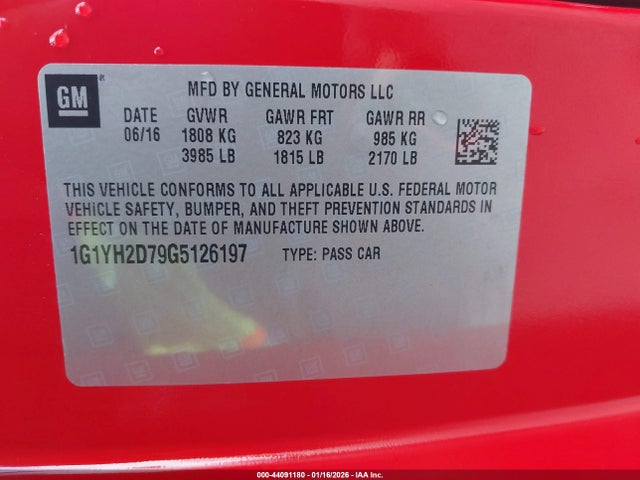 GM
MFD BY GENERAL MOTORS LLC
DATE GVWR GAWR FRT GAWR RR
06/16 1808 KG 823 KG 985 KG
3985 LB 1815 LB 2170 LB
THIS VEHICLE CONFORMS TO ALL APPLICABLE U.S. FEDERAL MOTOR
VEHICLE SAFETY, BUMPER, AND THEFT PREVENTION STANDARDS IN
EFFECT ON THE DATE OF MANUFACTURE SHOWN ABOVE.
1G1YH2D79G5126197 TYPE: PASS CAR
000-44091180 - 01/16/2026 - IAA Inc.